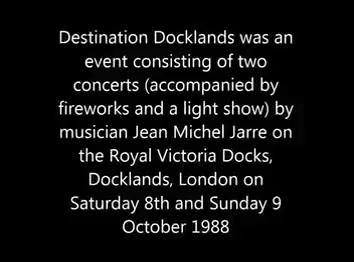 Destination Docklands was an
event consisting of two
concerts (accompanied by
fireworks and a light show) by
musician Jean Michel Jarre on
the Royal Victoria Docks,
Docklands, London on
Saturday 8th and Sunday 9
October 1988